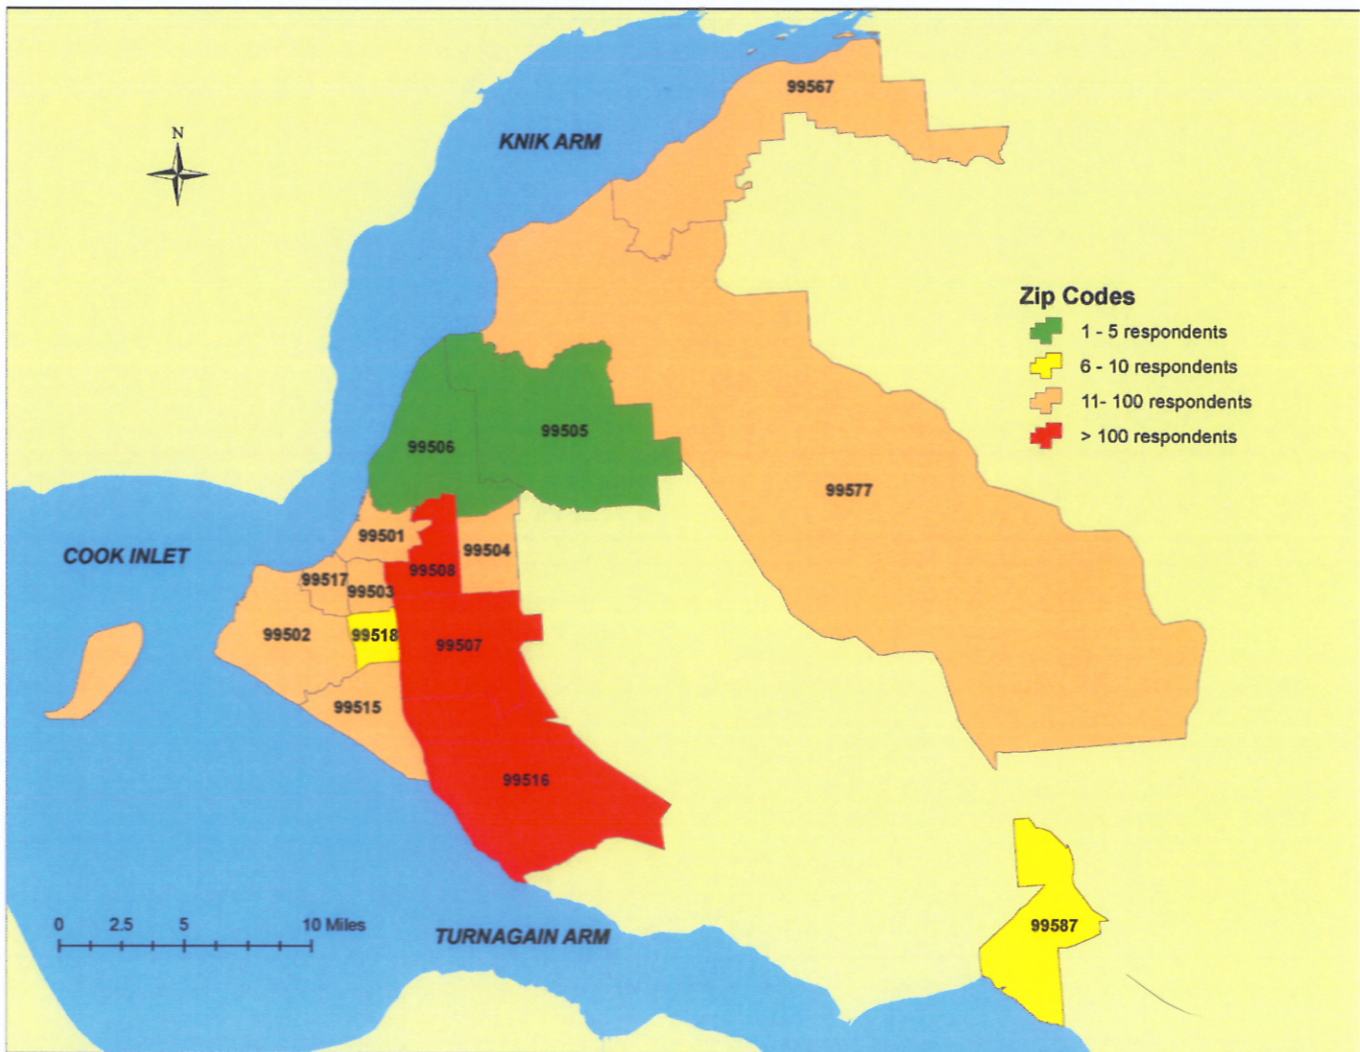 99567
N
KNIK ARM
Zip Codes
1 - 5 respondents
6 - 10 respondents
11- 100 respondents
> 100 respondents
99506
99505
99577
99501
99504
COOK INLET
99508
99517
99503
99502
99518
99507
99515
99516
0 2.5 5 10 Miles
TURNAGAIN ARM
99587